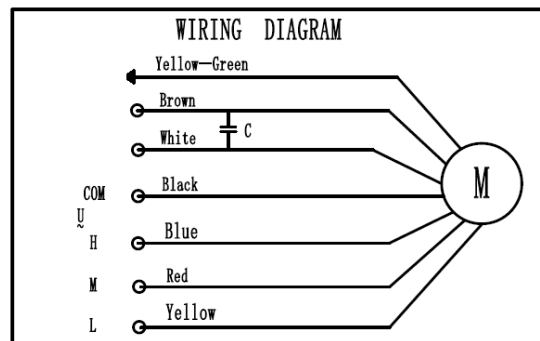 WIRING DIAGRAM
Yellow—Green
Brown
C
White
COM
Black
U
~
H
Blue
M
M
Red
L
Yellow